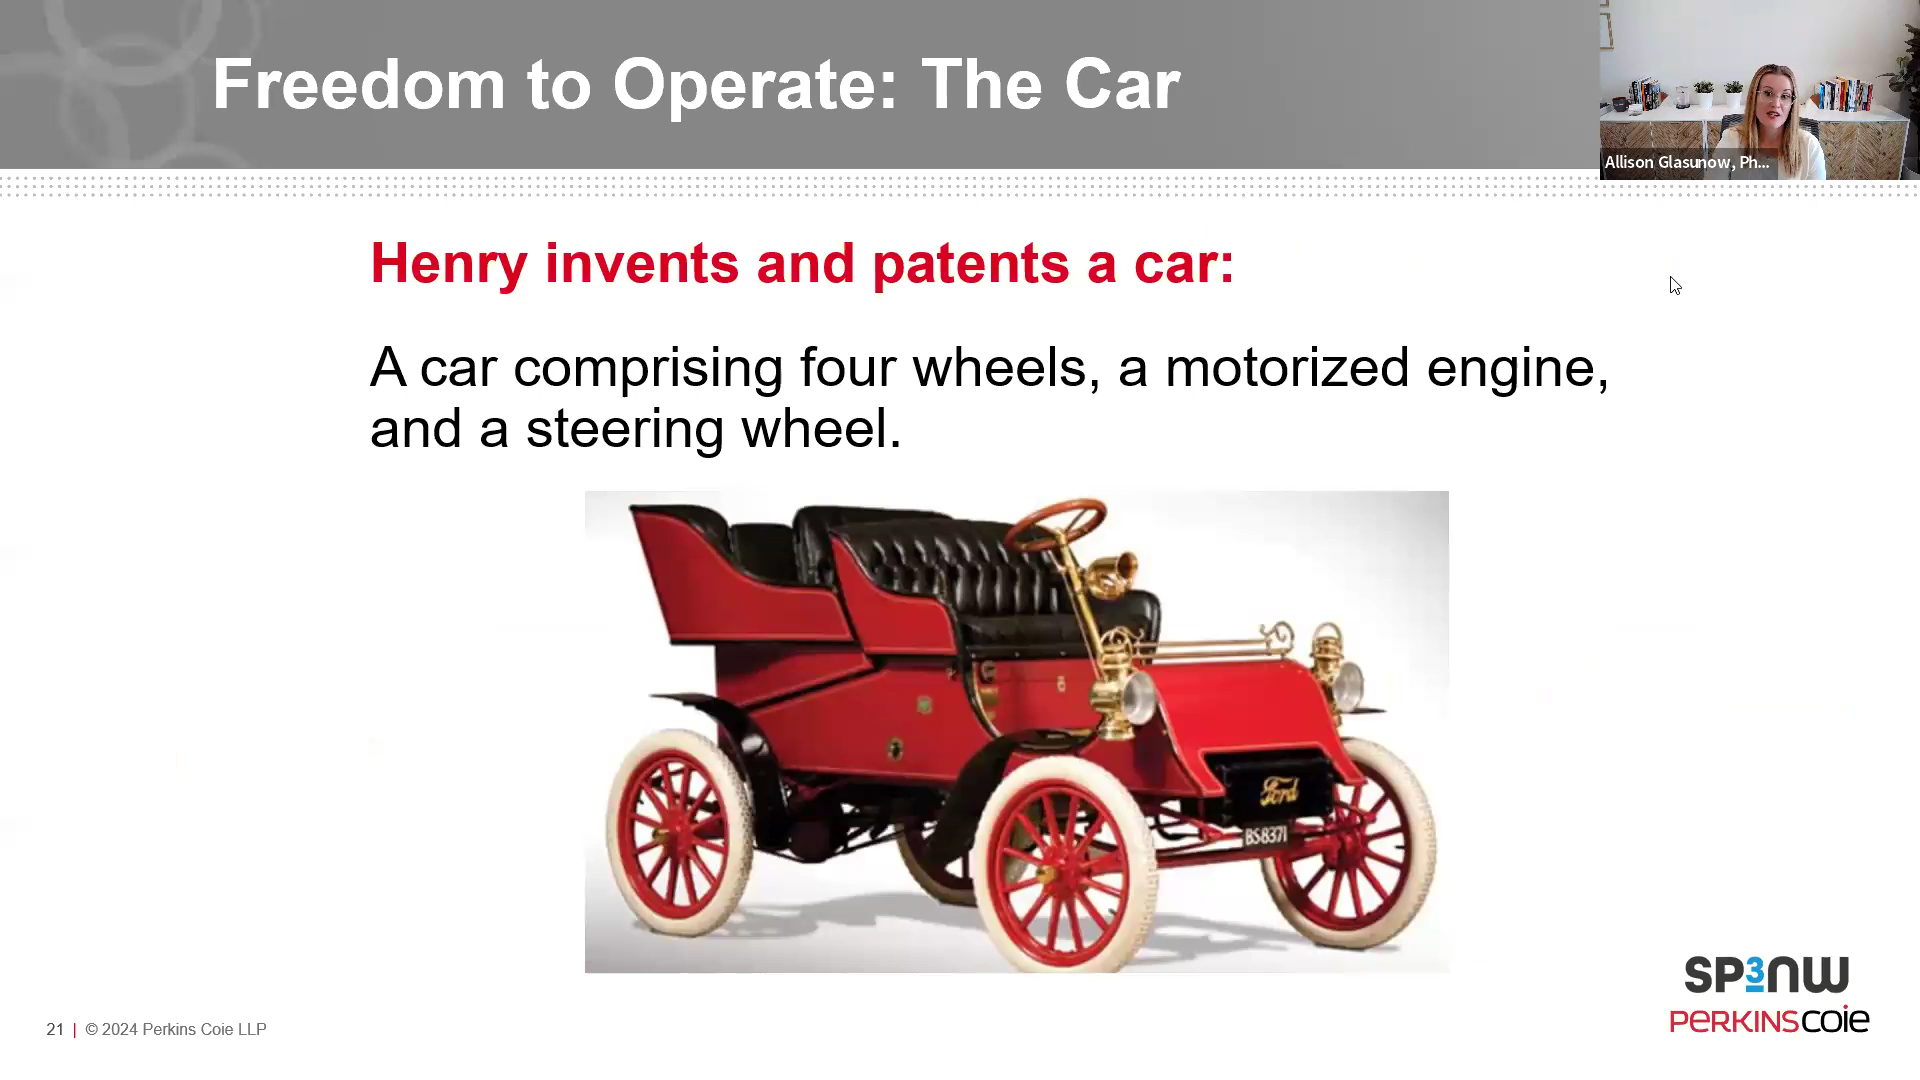 Freedom to Operate: The Car
Allison Glasunow, Ph...
Henry invents and patents a car:
A car comprising four wheels, a motorized engine,
and a steering wheel.
Ford
BS8371
SP3NW
PERKINSCOIE
21 | © 2024 Perkins Coie LLP